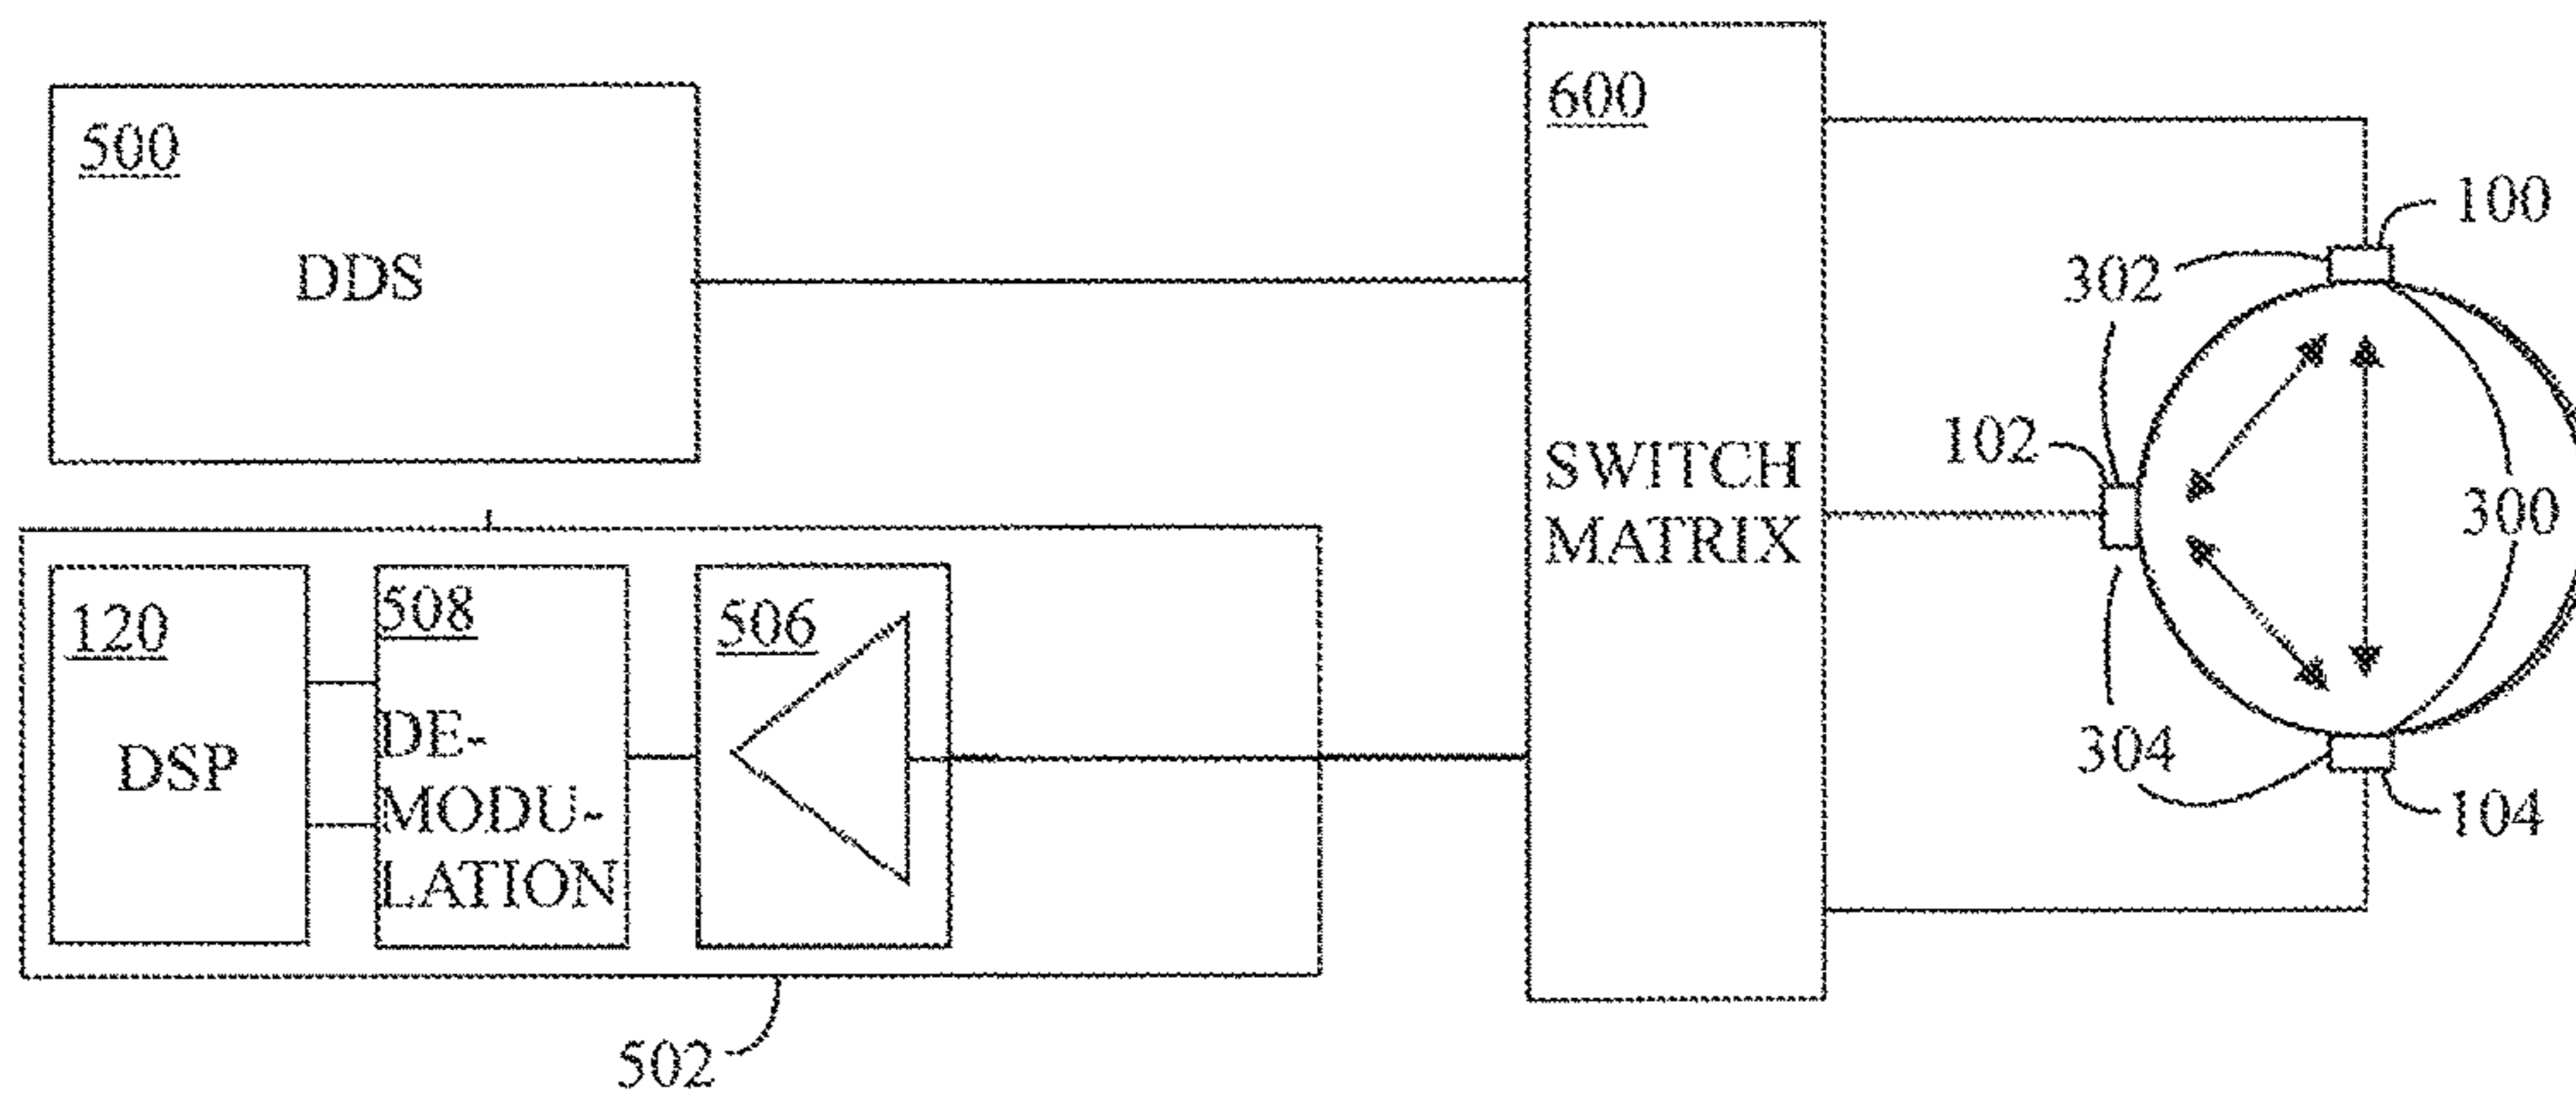 500
DDS
600
SWITCH
MATRIX
100
302
102
300
304
104
120
DSP
508
DE-
MODU-
LATION
506
502